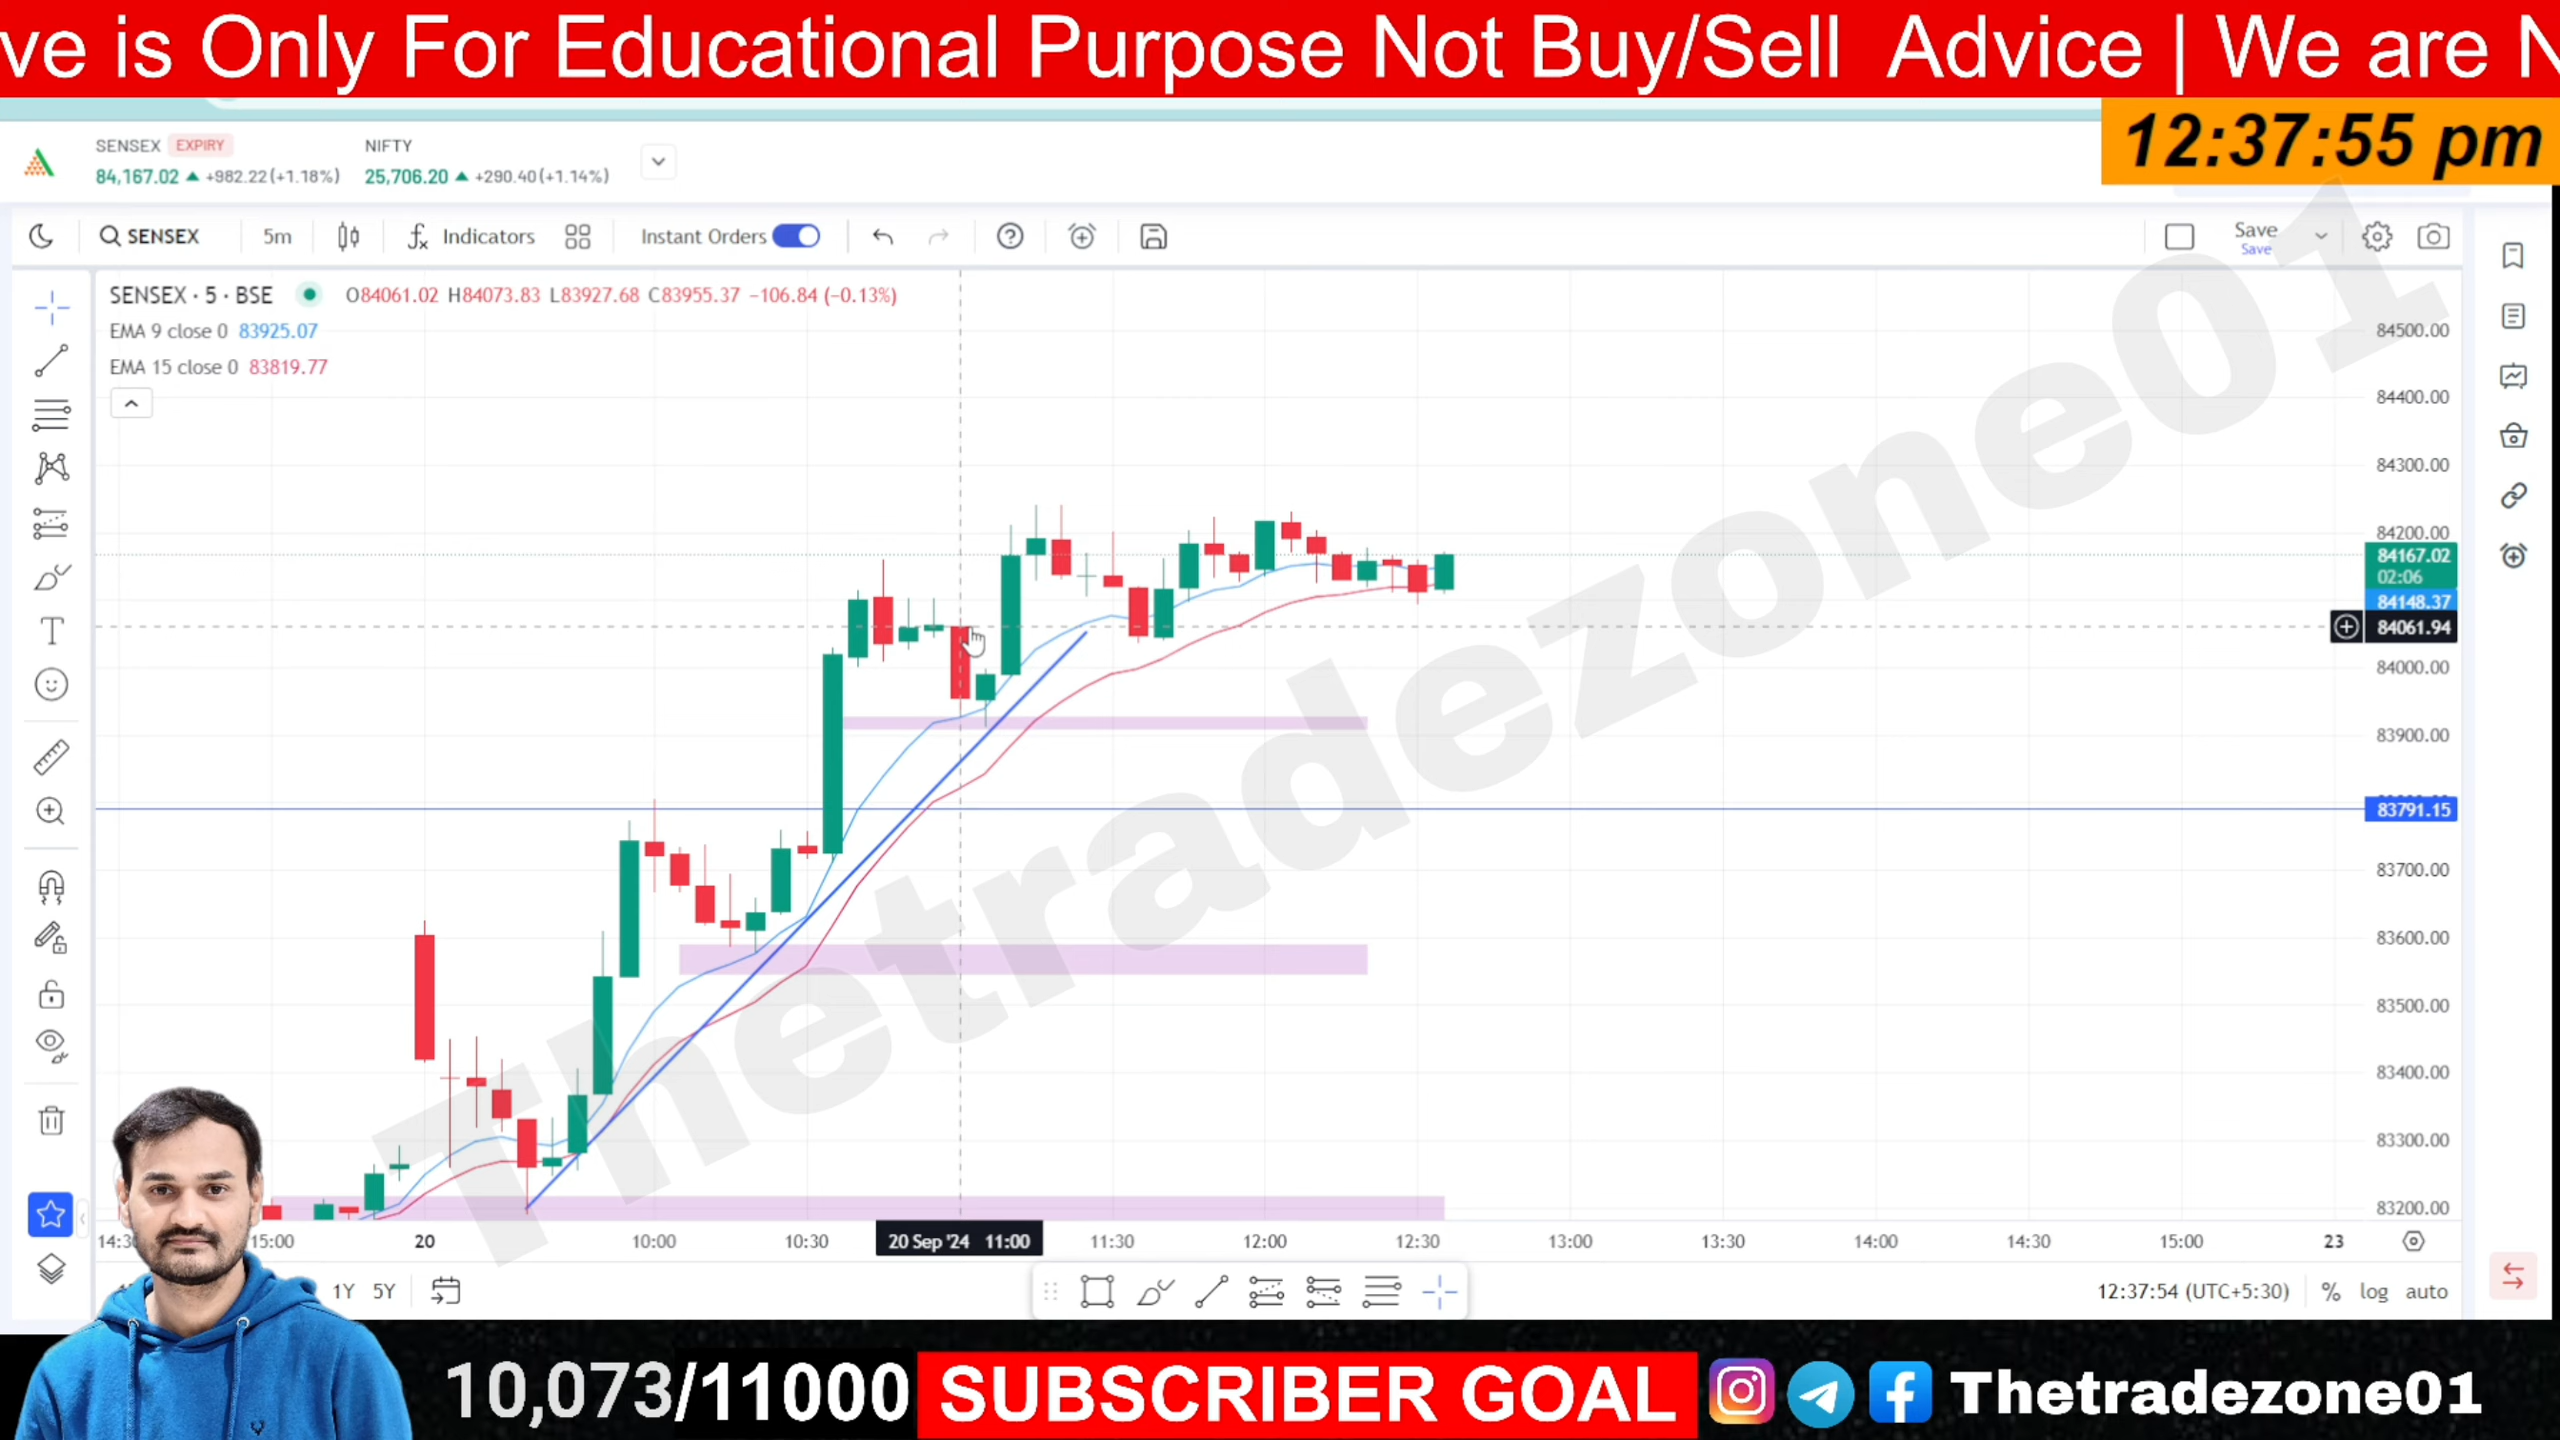 ve is Only For Educational Purpose Not Buy/Sell Advice | We are N
12:37:55 pm
SENSEX EXPIRY
84,167.02 ▲ +982.22(+1.18%)
NIFTY
25,706.20 ▲ +290.40(+1.14%)
SENSEX
5m
Indicators
Instant Orders
Save
Save
SENSEX · 5 · BSE O84061.02 H84073.83 L83927.68 C83955.37 −106.84 (−0.13%)
EMA 9 close 0 83925.07
EMA 15 close 0 83819.77
84500.00
84400.00
84300.00
84200.00
84167.02
02:06
84148.37
84061.94
84000.00
83900.00
83791.15
83700.00
83600.00
83500.00
83400.00
83300.00
83200.00
Thetradezone01
15:00 20 10:00 10:30 20 Sep '24 11:00 11:30 12:00 12:30 13:00 13:30 14:00 14:30 15:00 23
1Y 5Y
12:37:54 (UTC+5:30) % log auto
10,073/11000 SUBSCRIBER GOAL Thetradezone01